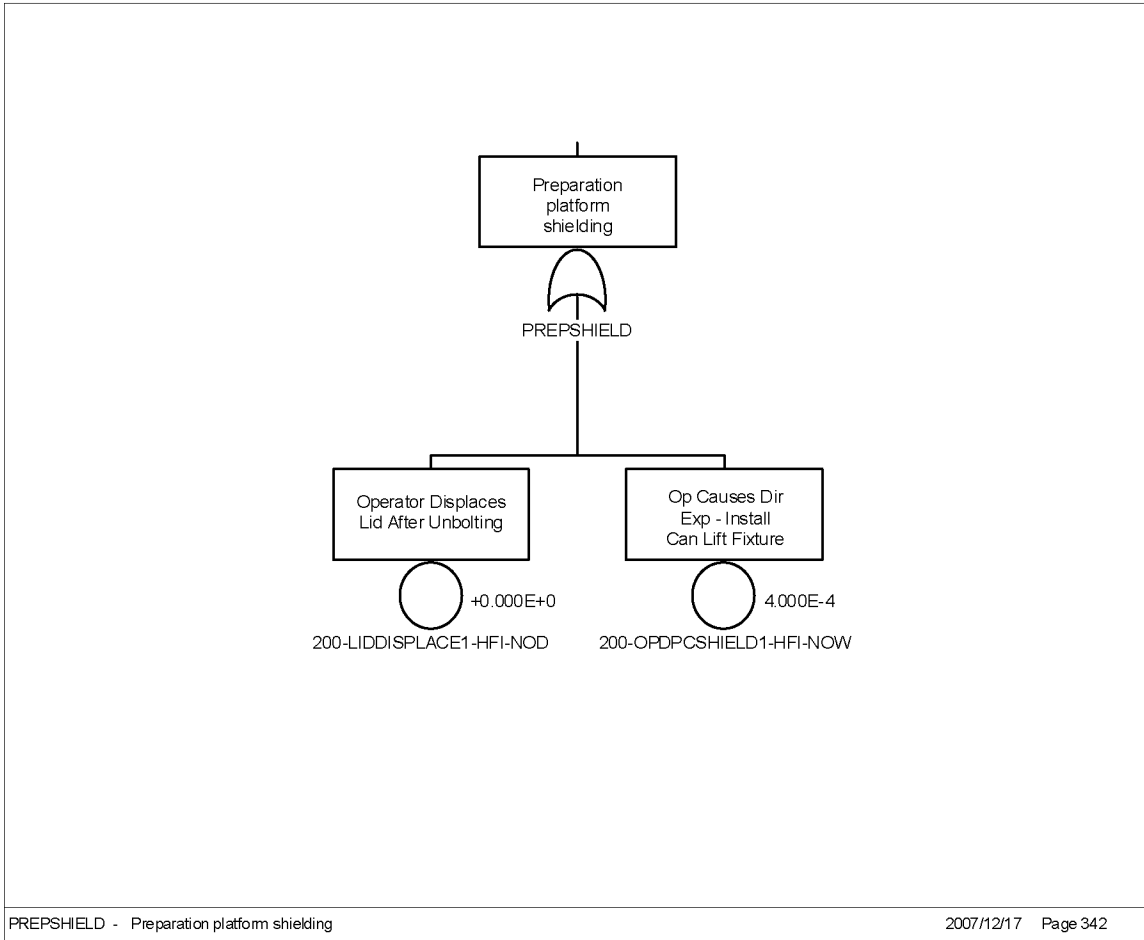 Preparation
platform
shielding
PREPSHIELD
Operator Displaces
Lid After Unbolting
+0.000E+0
200-LIDDISPLACE1-HFI-NOD
Op Causes Dir
Exp - Install
Can Lift Fixture
4.000E-4
200-OPDPCSHIELD1-HFI-NOW
PREPSHIELD - Preparation platform shielding
2007/12/17 Page 342